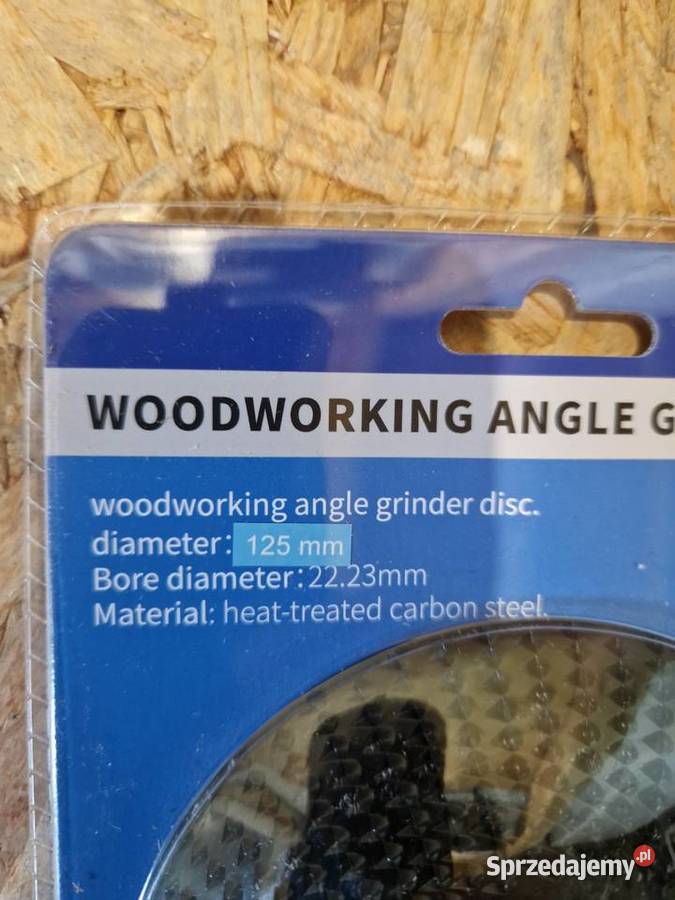 WOODWORKING ANGLE G
woodworking angle grinder disc.
diameter: 125 mm
Bore diameter:22.23mm
Material: heat-treated carbon steel.
Sprzedajemy.pl